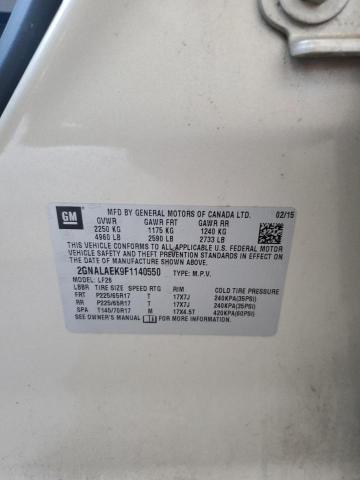 GM
MFD BY GENERAL MOTORS OF CANADA LTD. 02/15
GVWR GAWR FRT GAWR RR
2250 KG 1175 KG 1240 KG
4960 LB 2590 LB 2733 LB
THIS VEHICLE CONFORMS TO ALL APPLICABLE U.S. FEDERAL MOTOR
VEHICLE SAFETY AND THEFT PREVENTION STANDARDS IN EFFECT
ON THE DATE OF MANUFACTURE SHOWN ABOVE.
2GNALAEK9F1140550 TYPE: M.P.V.
MODEL: LF26
LBBR TIRE SIZE SPEED RTG RIM COLD TIRE PRESSURE
FRT P225/65R17 T 17X7J 240KPA(35PSI)
RR P225/65R17 T 17X7J 240KPA(35PSI)
SPA T145/70R17 M 17X4.5T 420KPA(60PSI)
SEE OWNER'S MANUAL FOR MORE INFORMATION.